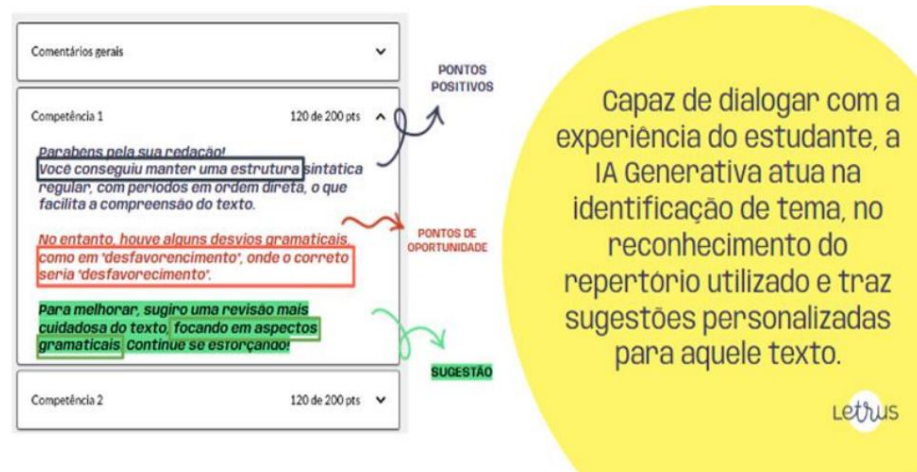 Comentários gerais
Competência 1 120 de 200 pts
Parabéns pela sua redação!
Você conseguiu manter uma estrutura sintática
regular, com períodos em ordem direta, o que
facilita a compreensão do texto.
No entanto, houve alguns desvios gramaticais,
como em "desfavorencimento", onde o correto
seria "desfavorecimento".
Para melhorar, sugiro uma revisão mais
cuidadosa do texto, focando em aspectos
gramaticais. Continue se esforçando!
Competência 2 120 de 200 pts
PONTOS
POSITIVOS
PONTOS DE
OPORTUNIDADE
SUGESTÃO
Capaz de dialogar com a
experiência do estudante, a
IA Generativa atua na
identificação de tema, no
reconhecimento do
repertório utilizado e traz
sugestões personalizadas
para aquele texto.
Letrus